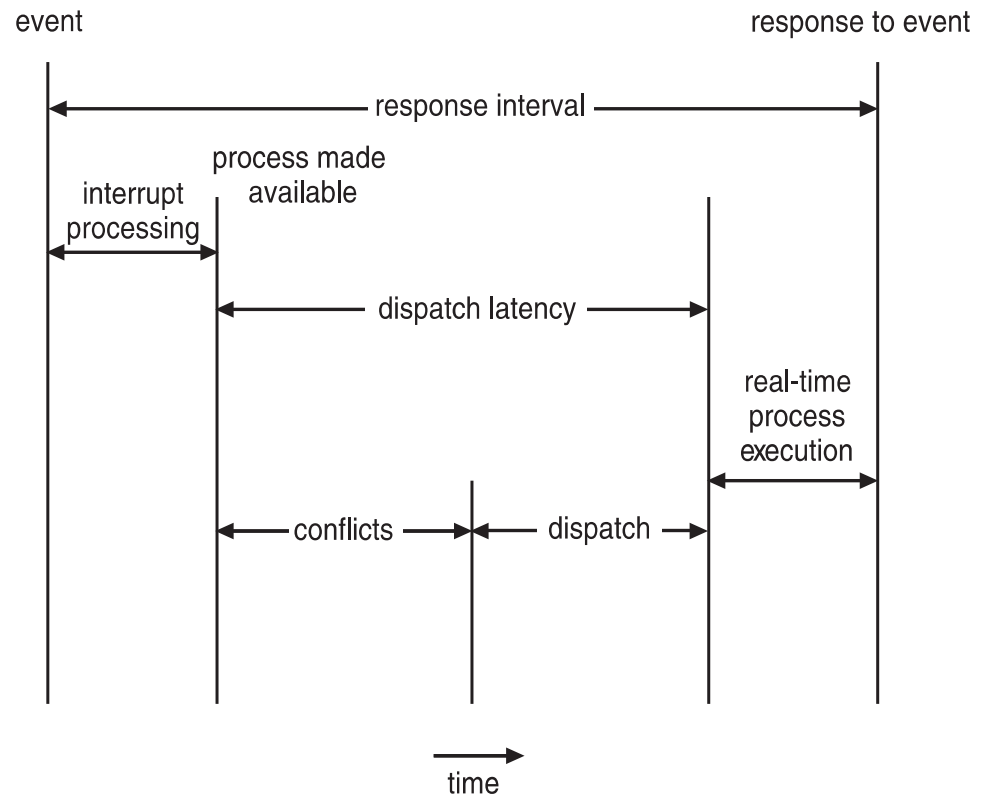 event
response to event
response interval
process made
available
interrupt
processing
dispatch latency
real-time
process
execution
conflicts
dispatch
time